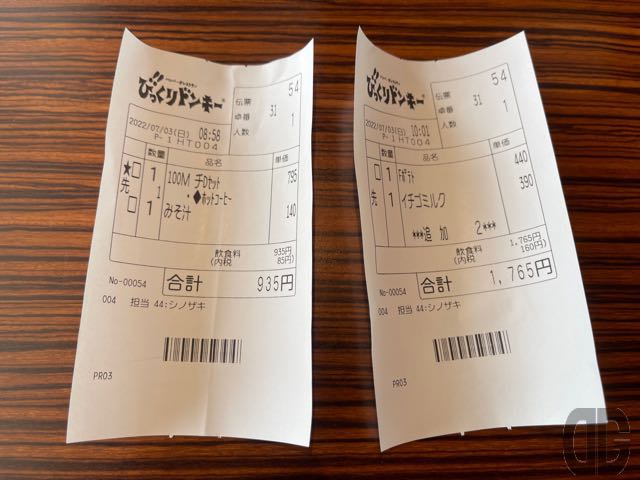 びっくりドンキー
伝票 54
卓番 31
人数 1
2022/07/03(日) 08:58
P-1HT004
数量 品名 単価
★□ 1 100M チDセット 795
先 1 ・♦ホットコーヒー
□ 1 みそ汁 140
飲食料 935円
(内税 85円)
合計 935円
No-00054
004 担当 44:シノザキ
PR03
びっくりドンキー
伝票 54
卓番 31
人数 1
2022/07/03(日) 10:01
P-1HT004
数量 品名 単価
□ 1 440
先 1 イチゴミルク 390
***追 加 2***
飲食料 1,765円
(内税 160円)
合計 1,765円
No-00054
004 担当 44:シノザキ
PR03